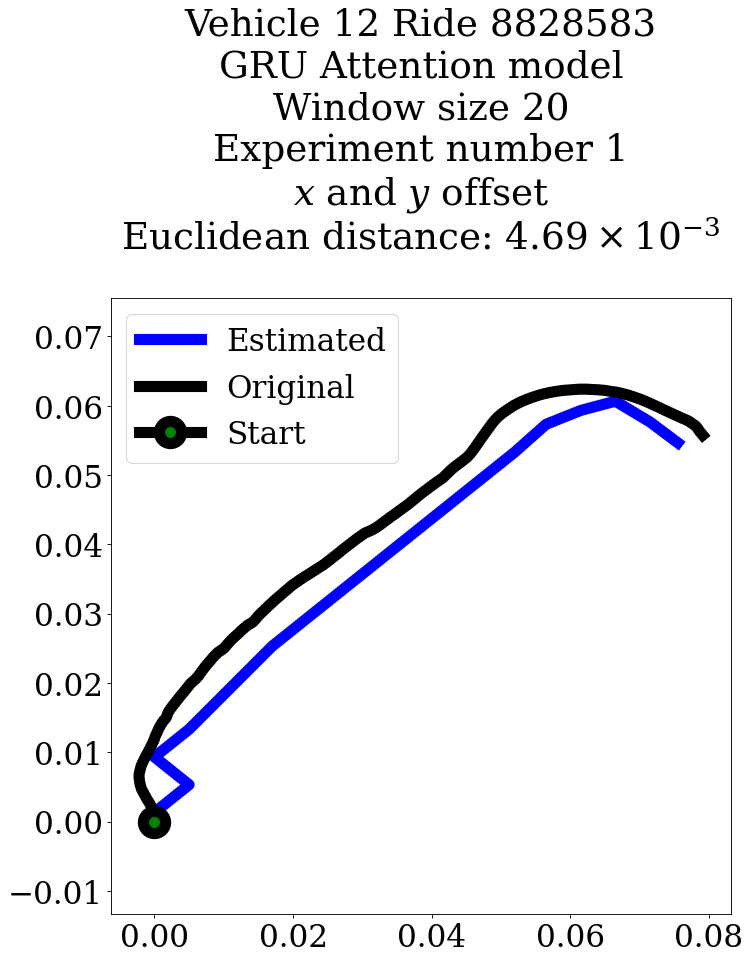 Vehicle 12 Ride 8828583
GRU Attention model
Window size 20
Experiment number 1
x and y offset
Euclidean distance: 4.69 × 10⁻³
Estimated
Original
Start
0.07
0.06
0.05
0.04
0.03
0.02
0.01
0.00
−0.01
0.00 0.02 0.04 0.06 0.08